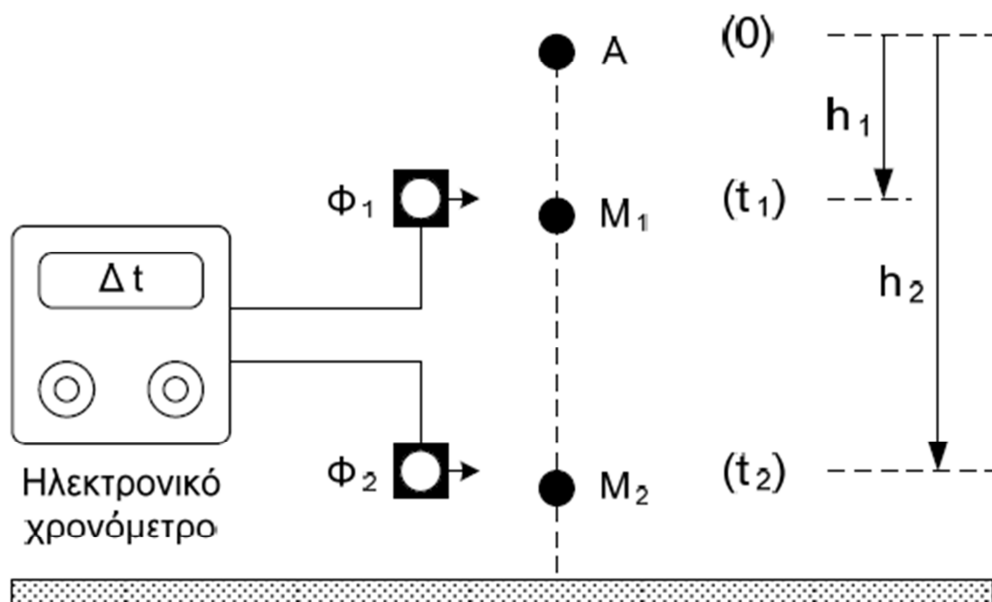 A
(0)
h₁
Φ₁
M₁
(t₁)
Δt
h₂
Φ₂
M₂
(t₂)
Ηλεκτρονικό
χρονόμετρο